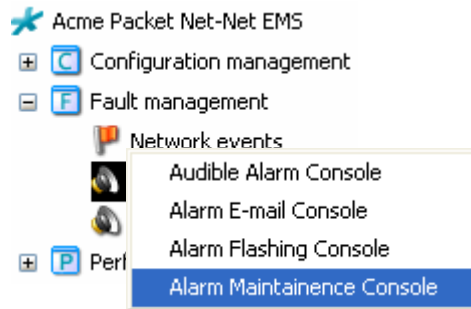 Acme Packet Net-Net EMS
C Configuration management
F Fault management
Network events
Audible Alarm Console
Alarm E-mail Console
Alarm Flashing Console
P Perf
Alarm Maintainence Console